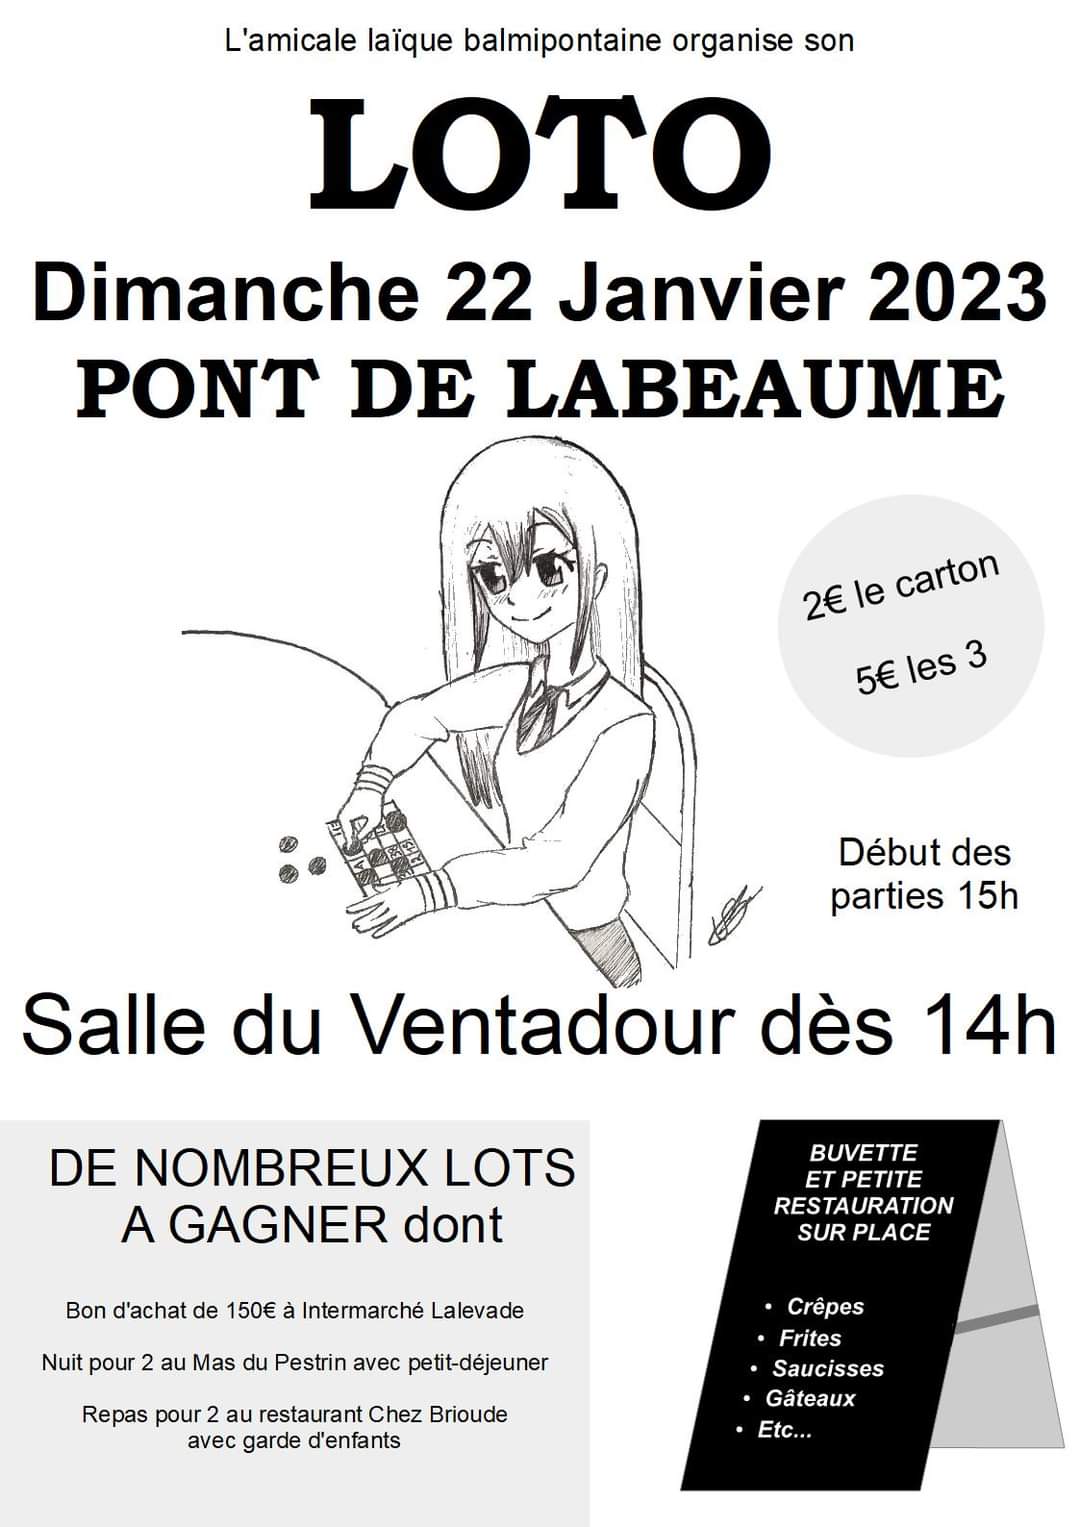 L'amicale laïque balmipontaine organise son
LOTO
Dimanche 22 Janvier 2023
PONT DE LABEAUME
2€ le carton
5€ les 3
Début des
parties 15h
Salle du Ventadour dès 14h
DE NOMBREUX LOTS
A GAGNER dont
Bon d'achat de 150€ à Intermarché Lalevade
Nuit pour 2 au Mas du Pestrin avec petit-déjeuner
Repas pour 2 au restaurant Chez Brioude
avec garde d'enfants
BUVETTE
ET PETITE
RESTAURATION
SUR PLACE
• Crêpes
• Frites
• Saucisses
• Gâteaux
• Etc...